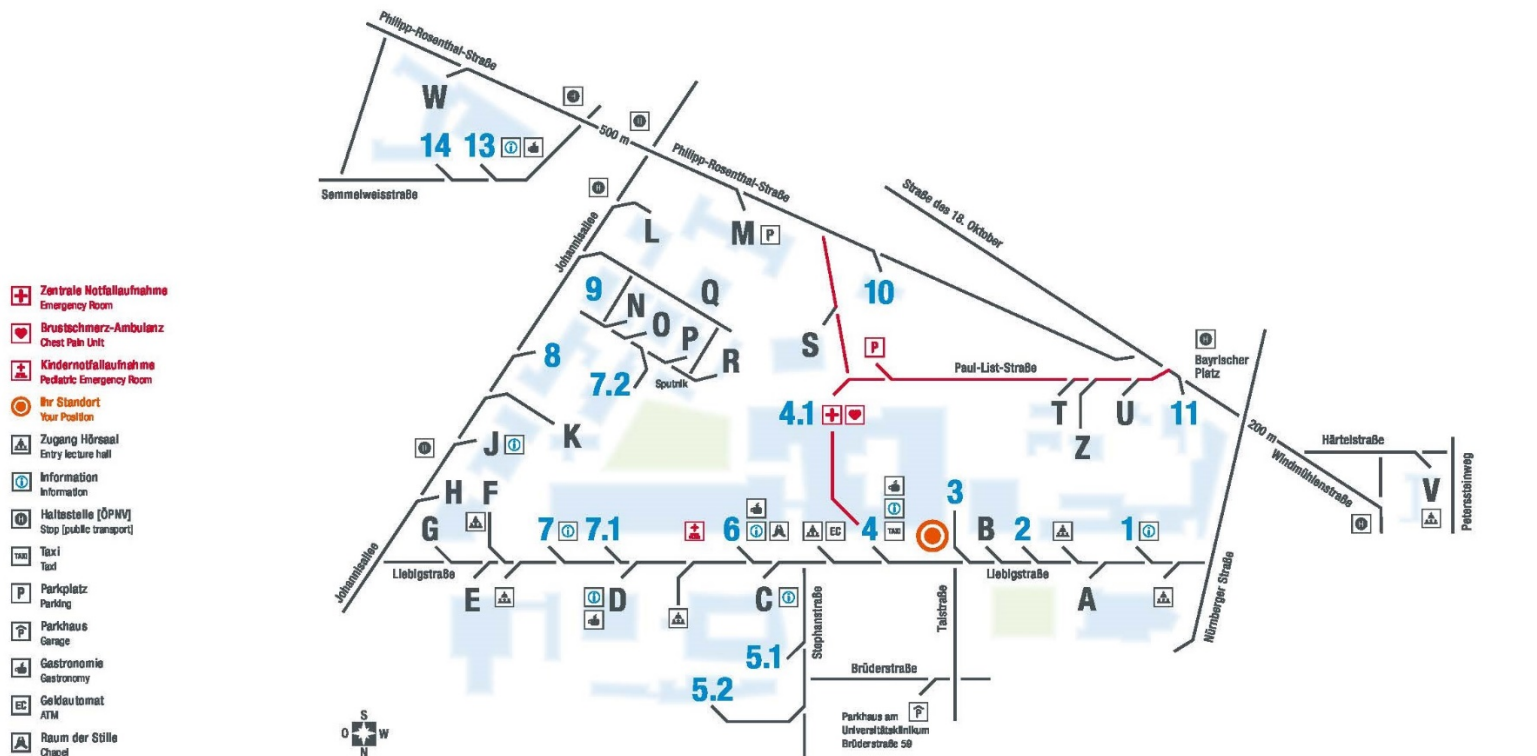 Philipp-Rosenthal-Straße
W
14
13
Semmelweisstraße
500 m
Philipp-Rosenthal-Straße
Johannisallee
L
M
P
Straße des 18. Oktober
9
N
O
P
Q
R
Sputnik
7.2
8
10
S
P
Paul-List-Straße
T
Z
U
11
Bayrischer
Platz
200 m
Windmühlenstraße
Härtelstraße
V
Peterssteinweg
4.1
J
K
H
F
G
7
7.1
6
EC
4
TAXI
3
B
2
1
Johannisallee
Liebigstraße
Liebigstraße
E
D
C
A
Stephanstraße
Talstraße
Nürnberger Straße
5.1
5.2
Brüderstraße
Parkhaus am
Universitätsklinikum
Brüderstraße 59
P
S
O
W
N
Zentrale Notfallaufnahme
Emergency Room
Brustschmerz-Ambulanz
Chest Pain Unit
Kindernotfallaufnahme
Pediatric Emergency Room
Ihr Standort
Your Position
Zugang Hörsaal
Entry lecture hall
Information
Information
H Haltestelle [ÖPNV]
Stop [public transport]
TAXI Taxi
Taxi
P Parkplatz
Parking
P Parkhaus
Garage
Gastronomie
Gastronomy
EC Geldautomat
ATM
Raum der Stille
Chapel